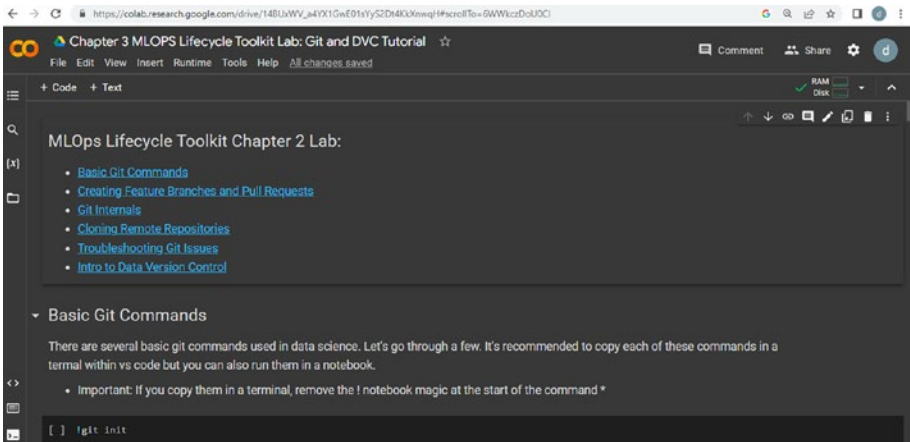 https://colab.research.google.com/drive/
Chapter 3 MLOPS Lifecycle Toolkit Lab: Git and DVC Tutorial
Comment Share d d
File Edit View Insert Runtime Tools Help All changes saved
+ Code + Text
RAM
Disk
MLOps Lifecycle Toolkit Chapter 2 Lab:
• Basic Git Commands
• Creating Feature Branches and Pull Requests
• Git Internals
• Cloning Remote Repositories
• Troubleshooting Git Issues
• Intro to Data Version Control
Basic Git Commands
There are several basic git commands used in data science. Let's go through a few. It's recommended to copy each of these commands in a
termal within vs code but you can also run them in a notebook.
• Important: If you copy them in a terminal, remove the ! notebook magic at the start of the command *
[ ] !git init